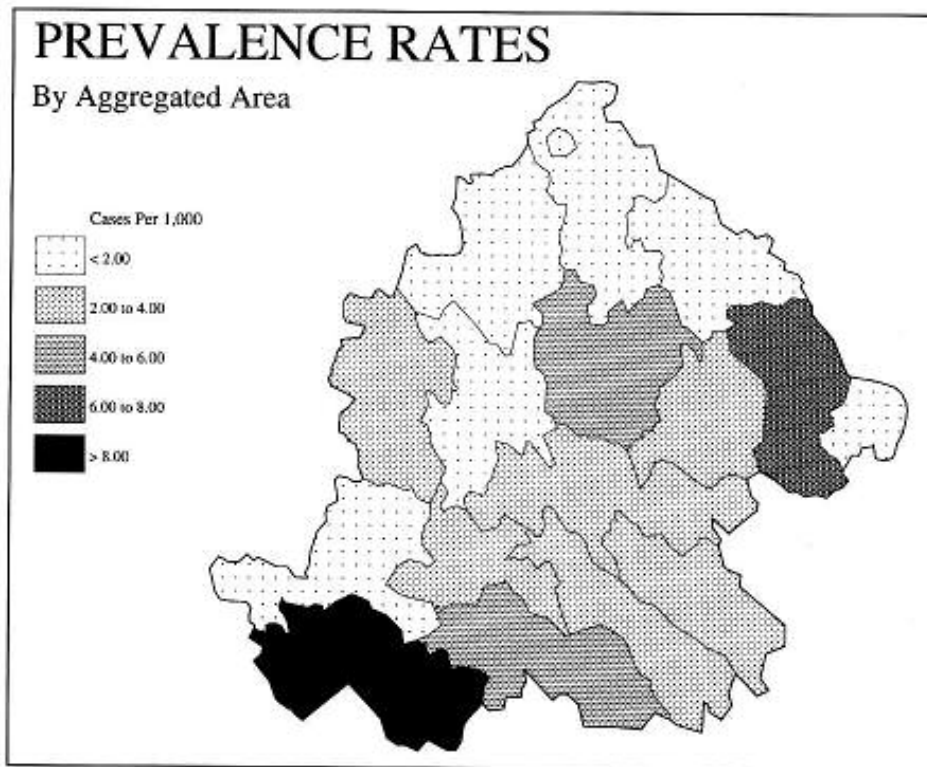 PREVALENCE RATES
By Aggregated Area
Cases Per 1,000
< 2.00
2.00 to 4.00
4.00 to 6.00
6.00 to 8.00
> 8.00